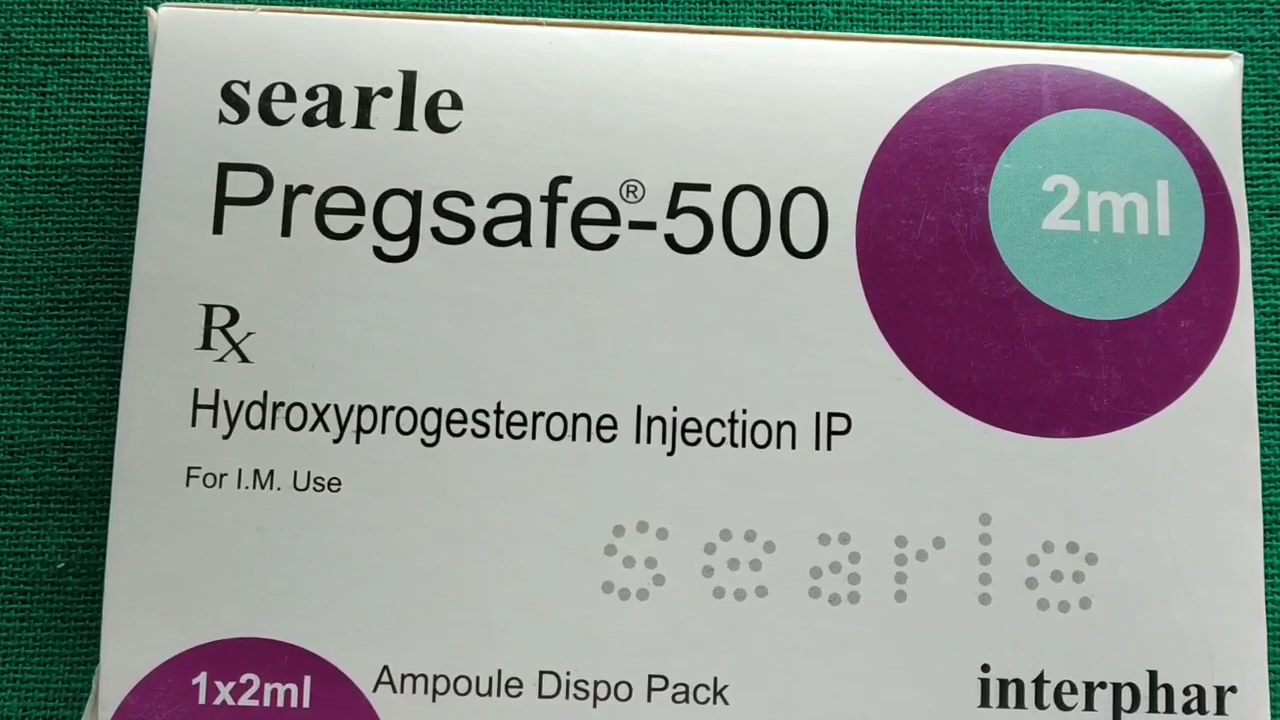 searle
Pregsafe®-500
2ml
Rx
Hydroxyprogesterone Injection IP
For I.M. Use
searle
1x2ml
Ampoule Dispo Pack
interphar